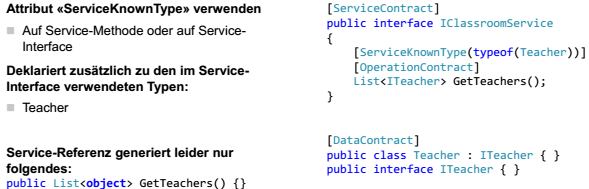 Attribut «ServiceKnownType» verwenden
Auf Service-Methode oder auf Service-
Interface
Deklariert zusätzlich zu den im Service-
Interface verwendeten Typen:
Teacher
Service-Referenz generiert leider nur
folgendes:
public List<object> GetTeachers() {}
[ServiceContract]
public interface IClassroomService
{
[ServiceKnownType(typeof(Teacher))]
[OperationContract]
List<ITeacher> GetTeachers();
}
[DataContract]
public class Teacher : ITeacher { }
public interface ITeacher { }